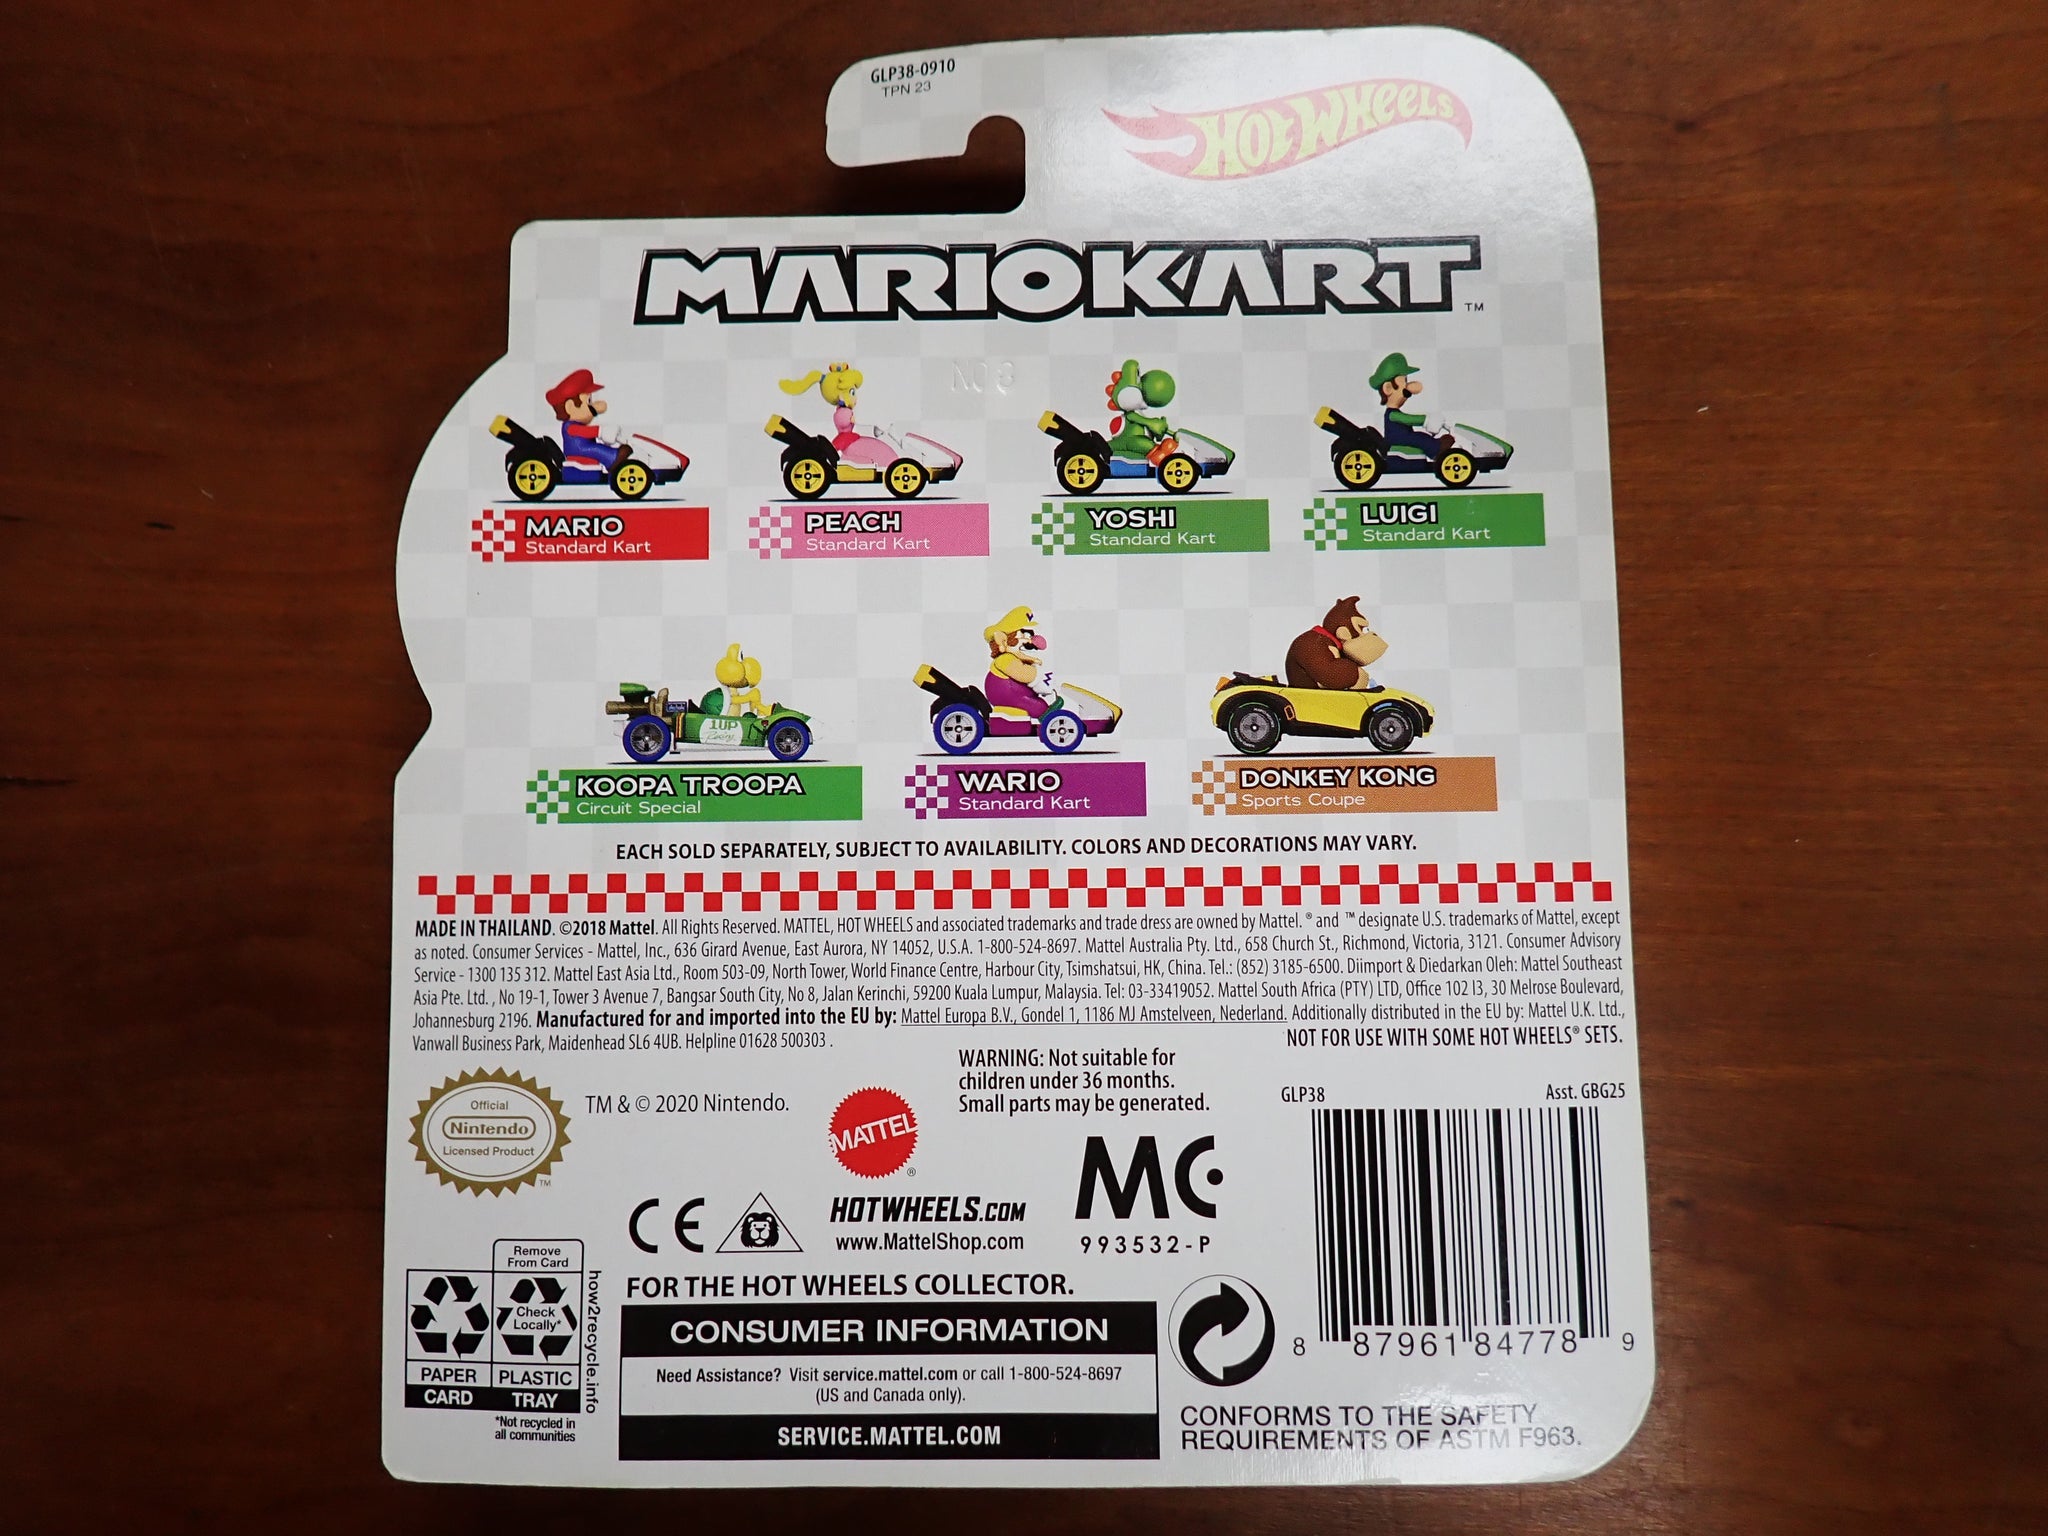 GLP38-0910
TPN 23
HOT WHEELS
MARIOKART™
NO 8
MARIO
Standard Kart
PEACH
Standard Kart
YOSHI
Standard Kart
LUIGI
Standard Kart
1UP
Racing
KOOPA TROOPA
Circuit Special
WARIO
Standard Kart
DONKEY KONG
Sports Coupe
EACH SOLD SEPARATELY, SUBJECT TO AVAILABILITY. COLORS AND DECORATIONS MAY VARY.
MADE IN THAILAND. ©2018 Mattel. All Rights Reserved. MATTEL, HOT WHEELS and associated trademarks and trade dress are owned by Mattel. ® and ™ designate U.S. trademarks of Mattel, except
as noted. Consumer Services - Mattel, Inc., 636 Girard Avenue, East Aurora, NY 14052, U.S.A. 1-800-524-8697. Mattel Australia Pty. Ltd., 658 Church St., Richmond, Victoria, 3121. Consumer Advisory
Service - 1300 135 312. Mattel East Asia Ltd., Room 503-09, North Tower, World Finance Centre, Harbour City, Tsimshatsui, HK, China. Tel.: (852) 3185-6500. Diimport & Diedarkan Oleh: Mattel Southeast
Asia Pte. Ltd. , No 19-1, Tower 3 Avenue 7, Bangsar South City, No 8, Jalan Kerinchi, 59200 Kuala Lumpur, Malaysia. Tel: 03-33419052. Mattel South Africa (PTY) LTD, Office 102 I3, 30 Melrose Boulevard,
Johannesburg 2196. Manufactured for and imported into the EU by: Mattel Europa B.V., Gondel 1, 1186 MJ Amstelveen, Nederland. Additionally distributed in the EU by: Mattel U.K. Ltd.,
Vanwall Business Park, Maidenhead SL6 4UB. Helpline 01628 500303 .
NOT FOR USE WITH SOME HOT WHEELS® SETS.
WARNING: Not suitable for
children under 36 months.
Small parts may be generated.
Official
Nintendo
Licensed Product
™
TM & © 2020 Nintendo.
MATTEL®
GLP38
Asst. GBG25
CE
HOTWHEELS.COM
www.MattelShop.com
MC
993532-P
Remove
From Card
Check
Locally*
PAPER
CARD
PLASTIC
TRAY
*Not recycled in
all communities
how2recycle.info
FOR THE HOT WHEELS COLLECTOR.
CONSUMER INFORMATION
Need Assistance? Visit service.mattel.com or call 1-800-524-8697
(US and Canada only).
SERVICE.MATTEL.COM
8 87961 84778 9
CONFORMS TO THE SAFETY
REQUIREMENTS OF ASTM F963.